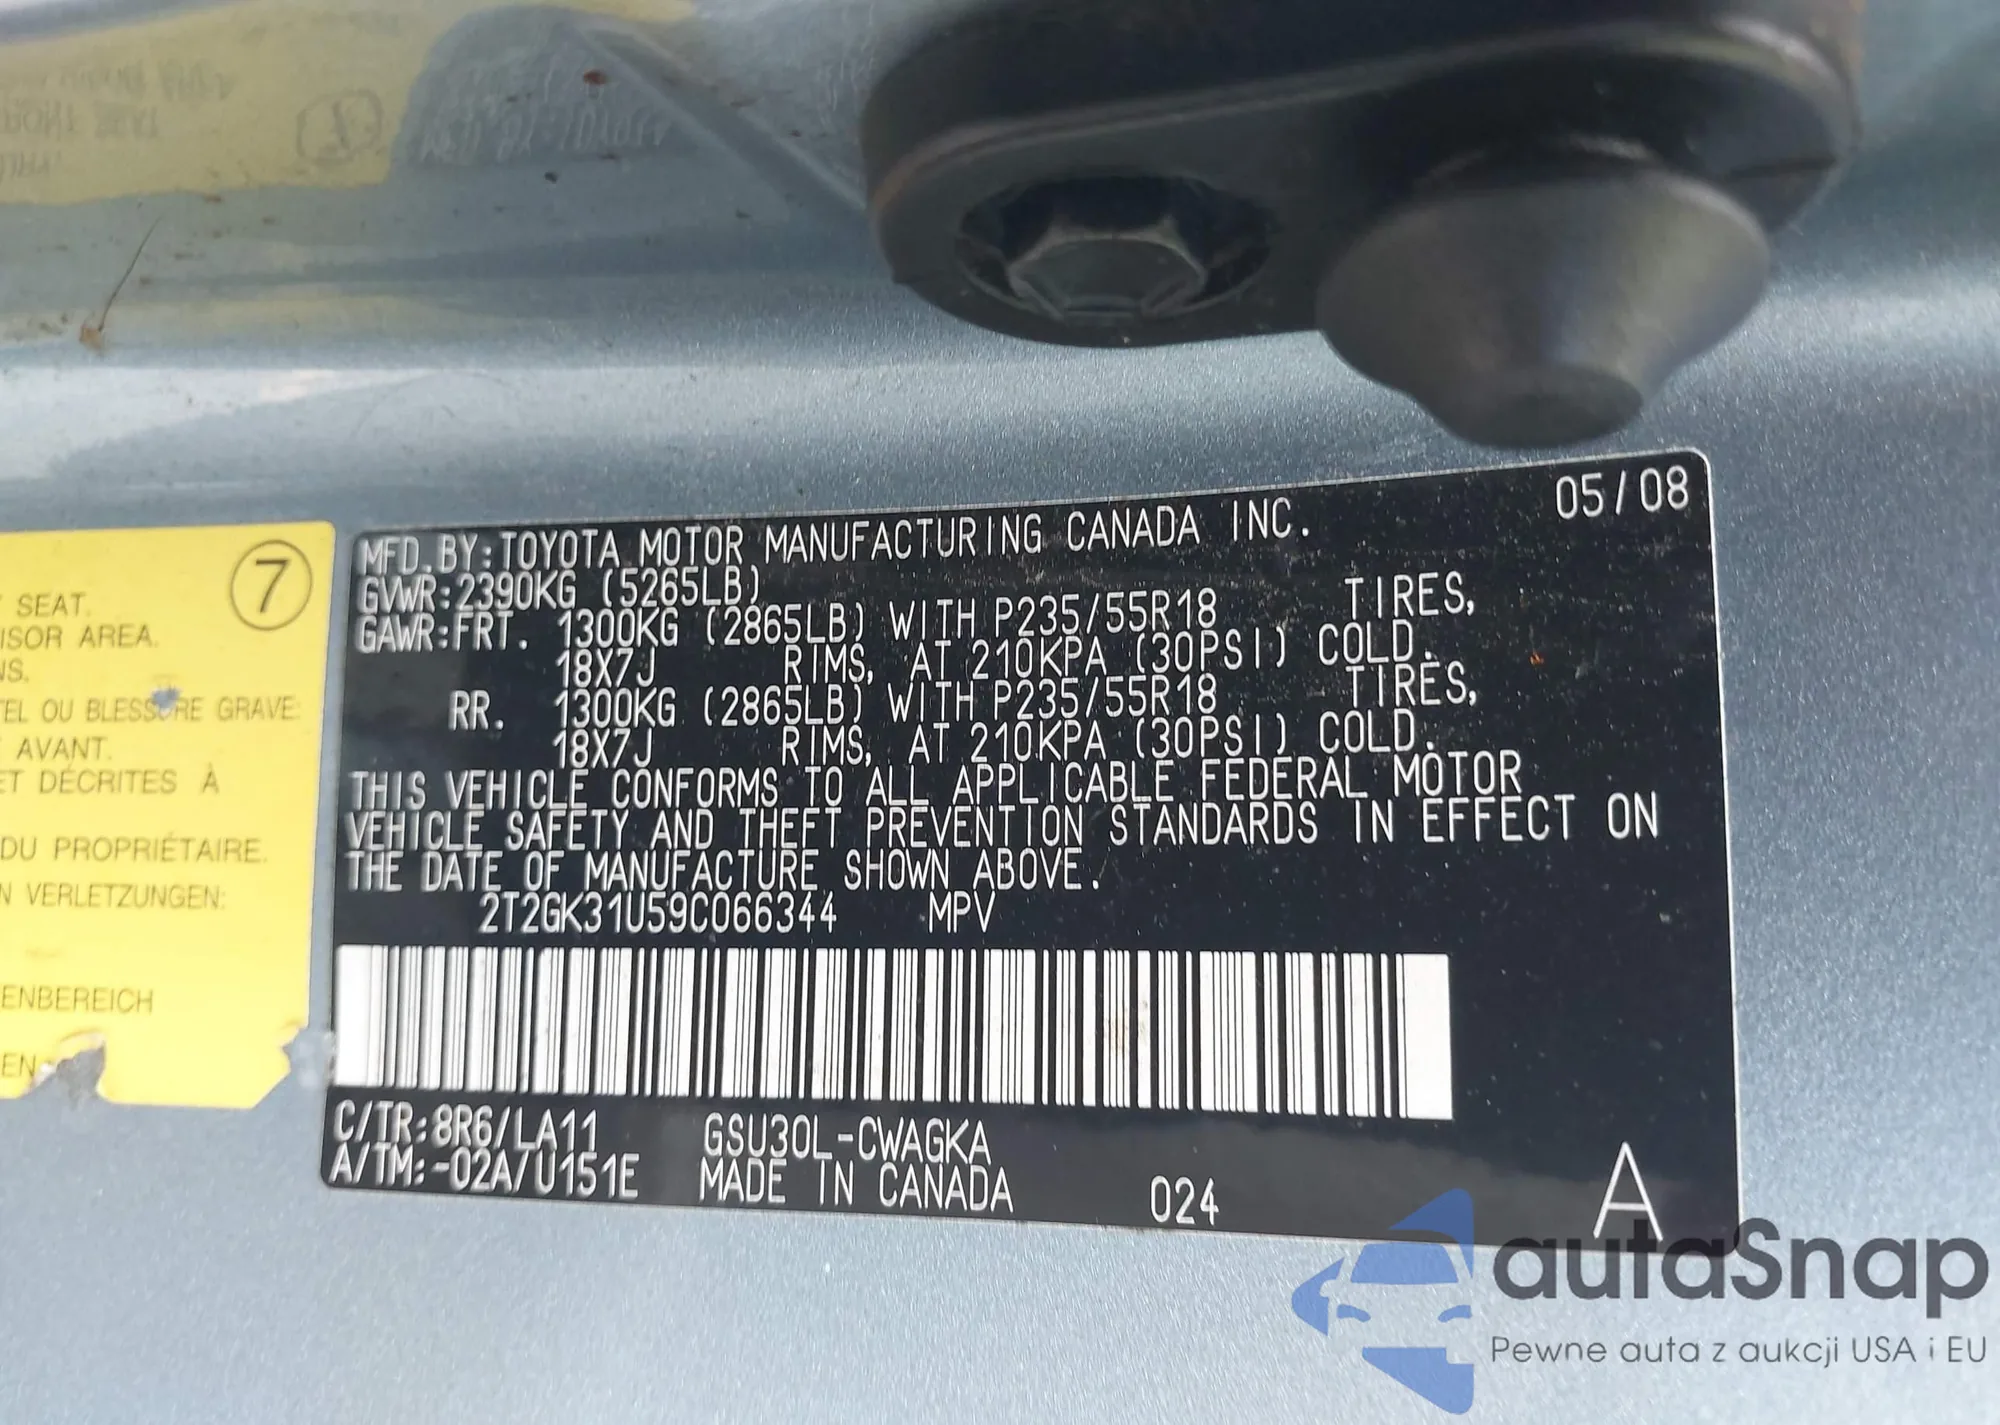 7
SEAT.
ISOR AREA.
NS.
TEL OU BLESSURE GRAVE
AVANT.
ET DÉCRITES À
DU PROPRIÉTAIRE.
N VERLETZUNGEN:
ENBEREICH
EN
05/08
MFD.BY:TOYOTA MOTOR MANUFACTURING CANADA INC.
GVWR:2390KG (5265LB)
GAWR:FRT. 1300KG (2865LB) WITH P235/55R18 TIRES,
18X7J RIMS, AT 210KPA (30PSI) COLD.
RR. 1300KG (2865LB) WITH P235/55R18 TIRES,
18X7J RIMS, AT 210KPA (30PSI) COLD.
THIS VEHICLE CONFORMS TO ALL APPLICABLE FEDERAL MOTOR
VEHICLE SAFETY AND THEFT PREVENTION STANDARDS IN EFFECT ON
THE DATE OF MANUFACTURE SHOWN ABOVE.
2T2GK31U59C066344 MPV
C/TR:8R6/LA11 GSU30L-CWAGKA
A/TM:-02A/U151E MADE IN CANADA 024 A
autaSnap
Pewne auta z aukcji USA i EU